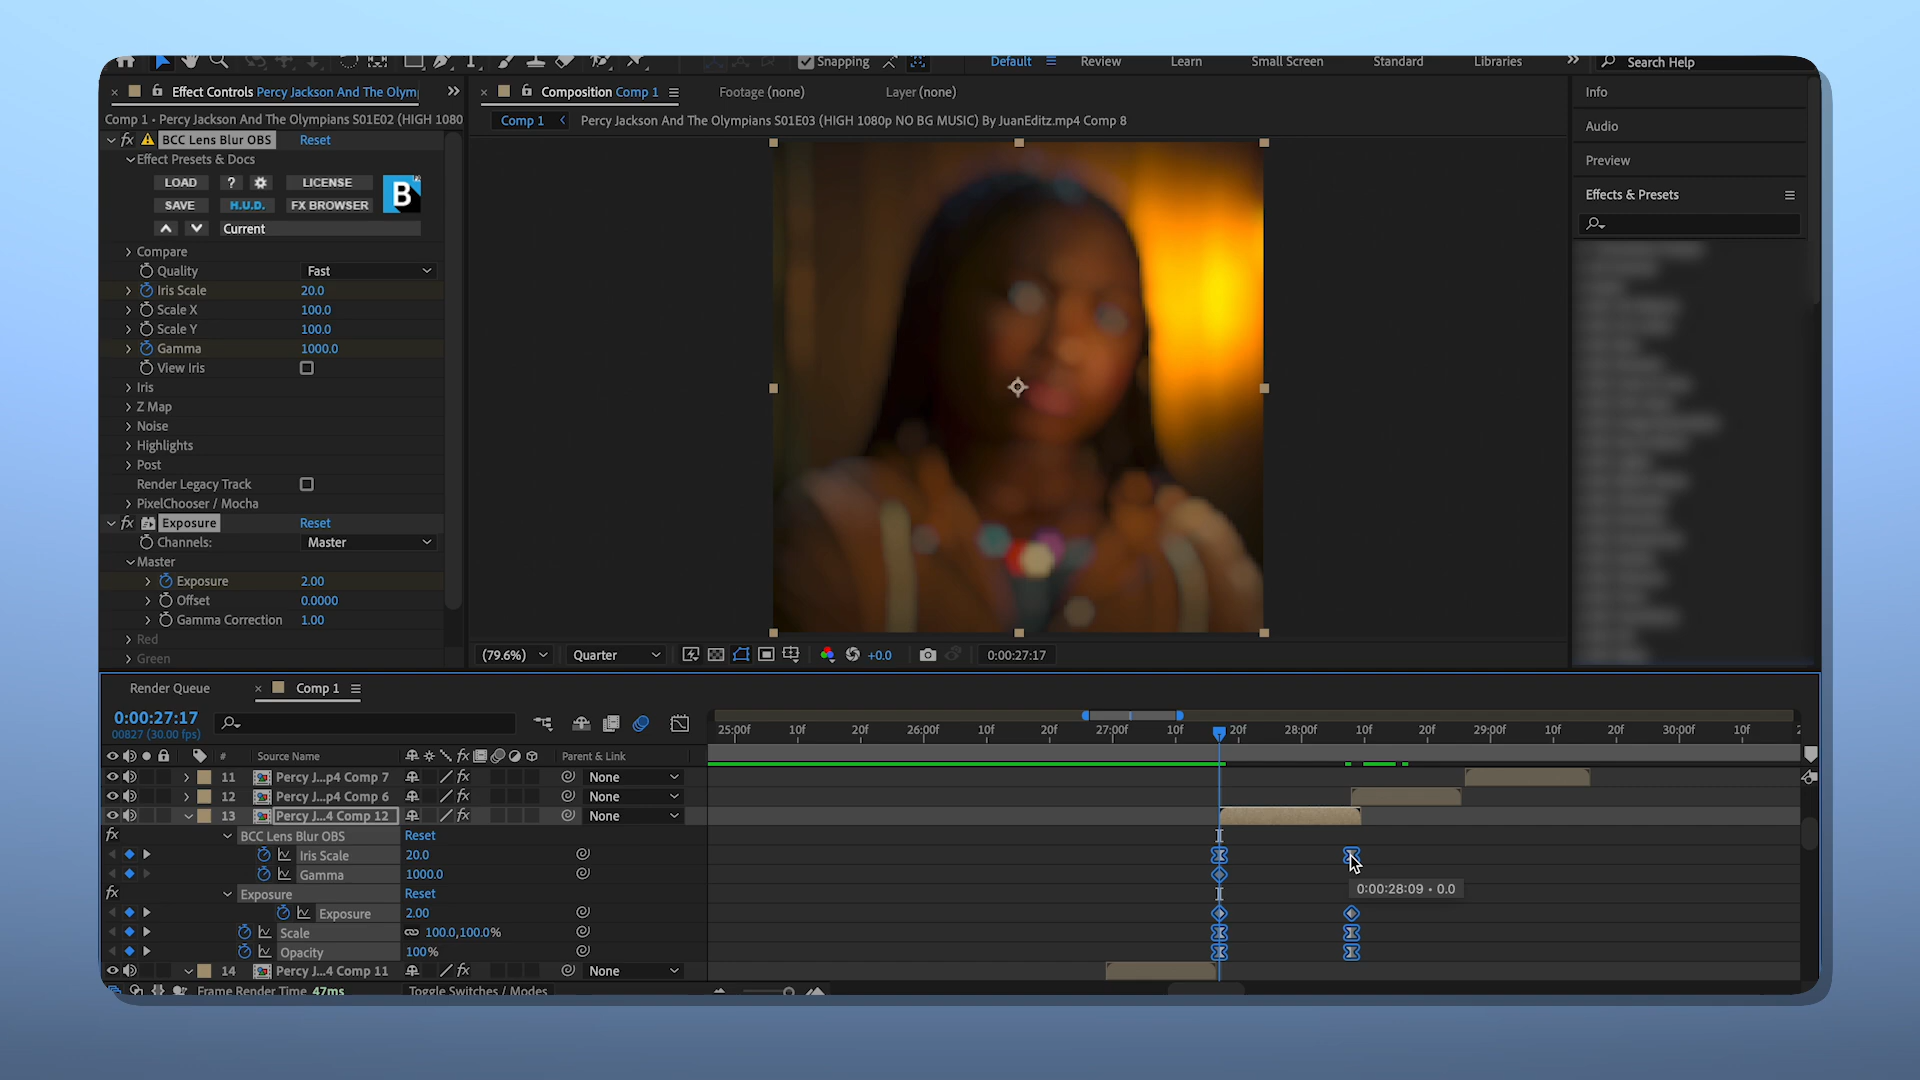 Snapping
Default
Review
Learn
Small Screen
Standard
Libraries
Search Help
Effect Controls Percy Jackson And The Olym
Composition Comp 1
Footage (none)
Layer (none)
Info
Comp 1 • Percy Jackson And The Olympians S01E02 (HIGH 1080
Comp 1
Percy Jackson And The Olympians S01E03 (HIGH 1080p NO BG MUSIC) By JuanEditz.mp4 Comp 8
Audio
Preview
Effects & Presets
fx BCC Lens Blur OBS Reset
Effect Presets & Docs
LOAD ? LICENSE
SAVE H.U.D. FX BROWSER
B
Current
Compare
Quality Fast
Iris Scale 20.0
Scale X 100.0
Scale Y 100.0
Gamma 1000.0
View Iris
Iris
Z Map
Noise
Highlights
Post
Render Legacy Track
PixelChooser / Mocha
fx Exposure Reset
Channels: Master
Master
Exposure 2.00
Offset 0.0000
Gamma Correction 1.00
Red
Green
(79.6%) Quarter +0.0 0:00:27:17
Render Queue Comp 1
0:00:27:17
00827 (30.00 fps)
25:00f 10f 20f 26:00f 10f 20f 27:00f 10f 20f 28:00f 10f 20f 29:00f 10f 20f 30:00f 10f 2
# Source Name fx Parent & Link
11 Percy J...p4 Comp 7 fx None
12 Percy J...p4 Comp 6 fx None
13 Percy J...4 Comp 12 fx None
fx BCC Lens Blur OBS Reset
Iris Scale 20.0
Gamma 1000.0
0:00:28:09 • 0.0
fx Exposure Reset
Exposure 2.00
Scale 100.0,100.0%
Opacity 100%
14 Percy J...4 Comp 11 fx None
Frame Render Time 47ms Toggle Switches / Modes